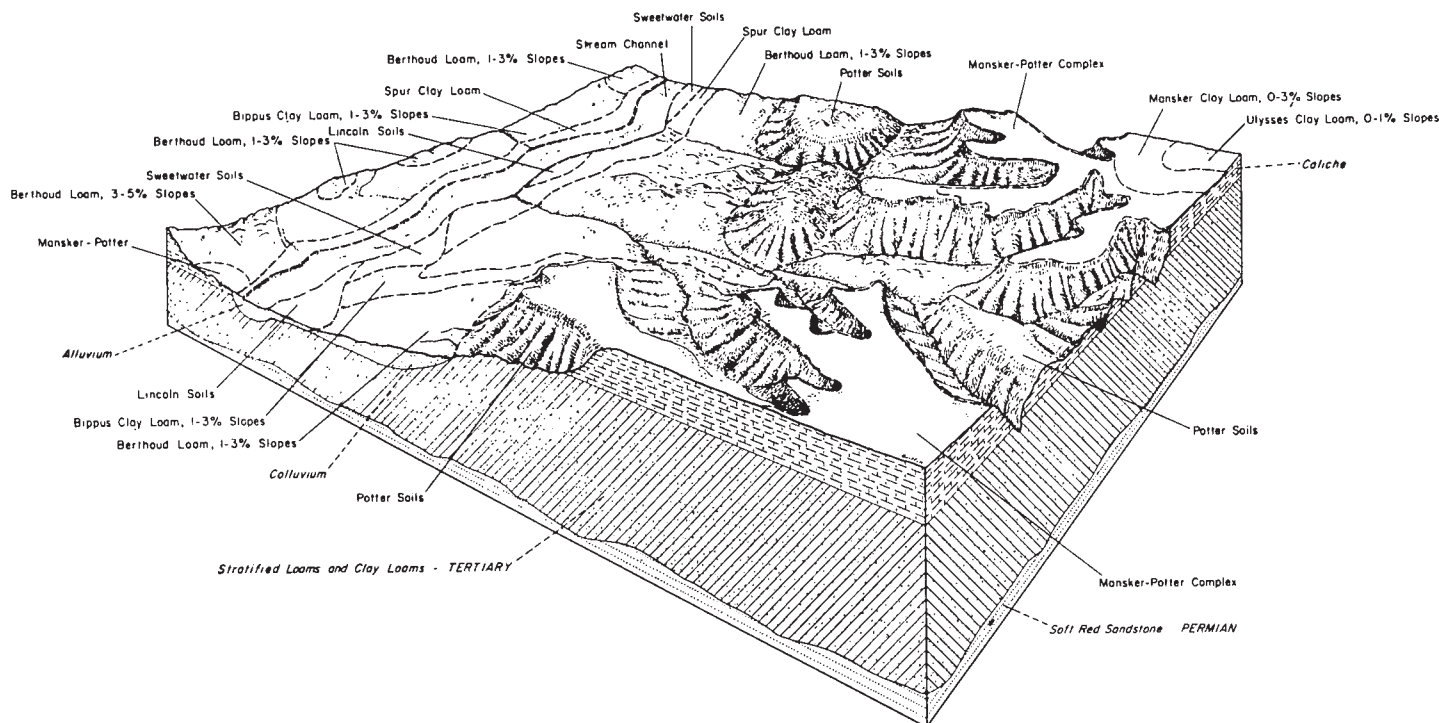 Sweetwater Soils
Spur Clay Loam
Stream Channel
Berthoud Loam, 1-3% Slopes
Berthoud Loam, 1-3% Slopes
Potter Soils
Mansker-Potter Complex
Spur Clay Loam
Mansker Clay Loam, 0-3% Slopes
Bippus Clay Loam, 1-3% Slopes
Ulysses Clay Loam, 0-1% Slopes
Lincoln Soils
Berthoud Loam, 1-3% Slopes
Caliche
Sweetwater Soils
Berthoud Loam, 3-5% Slopes
Mansker-Potter
Alluvium
Lincoln Soils
Bippus Clay Loam, 1-3% Slopes
Potter Soils
Berthoud Loam, 1-3% Slopes
Colluvium
Potter Soils
Stratified Loams and Clay Loams - TERTIARY
Mansker-Potter Complex
Soft Red Sandstone PERMIAN